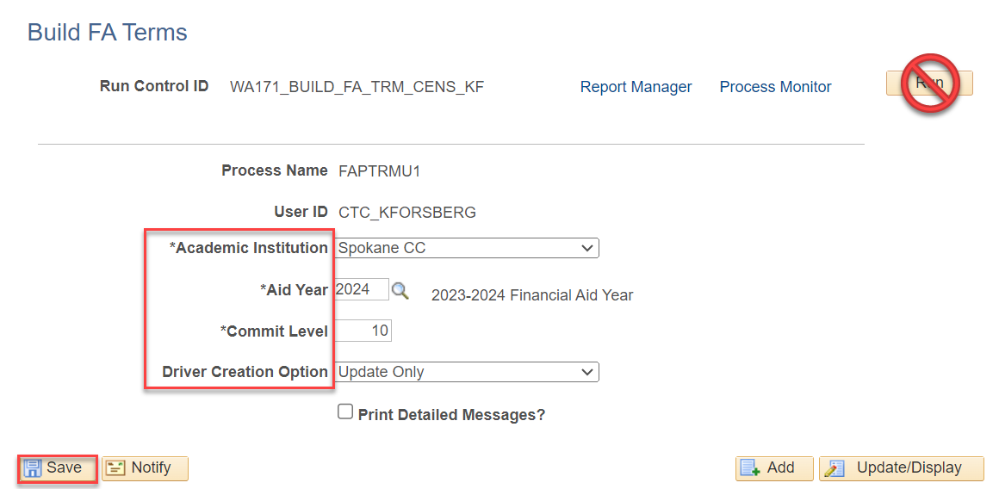 Build FA Terms
Run Control ID WA171_BUILD_FA_TRM_CENS_KF Report Manager Process Monitor Run
Process Name FAPTRMU1
User ID CTC_KFORSBERG
*Academic Institution Spokane CC
*Aid Year 2024 2023-2024 Financial Aid Year
*Commit Level 10
Driver Creation Option Update Only
Print Detailed Messages?
Save Notify Add Update/Display